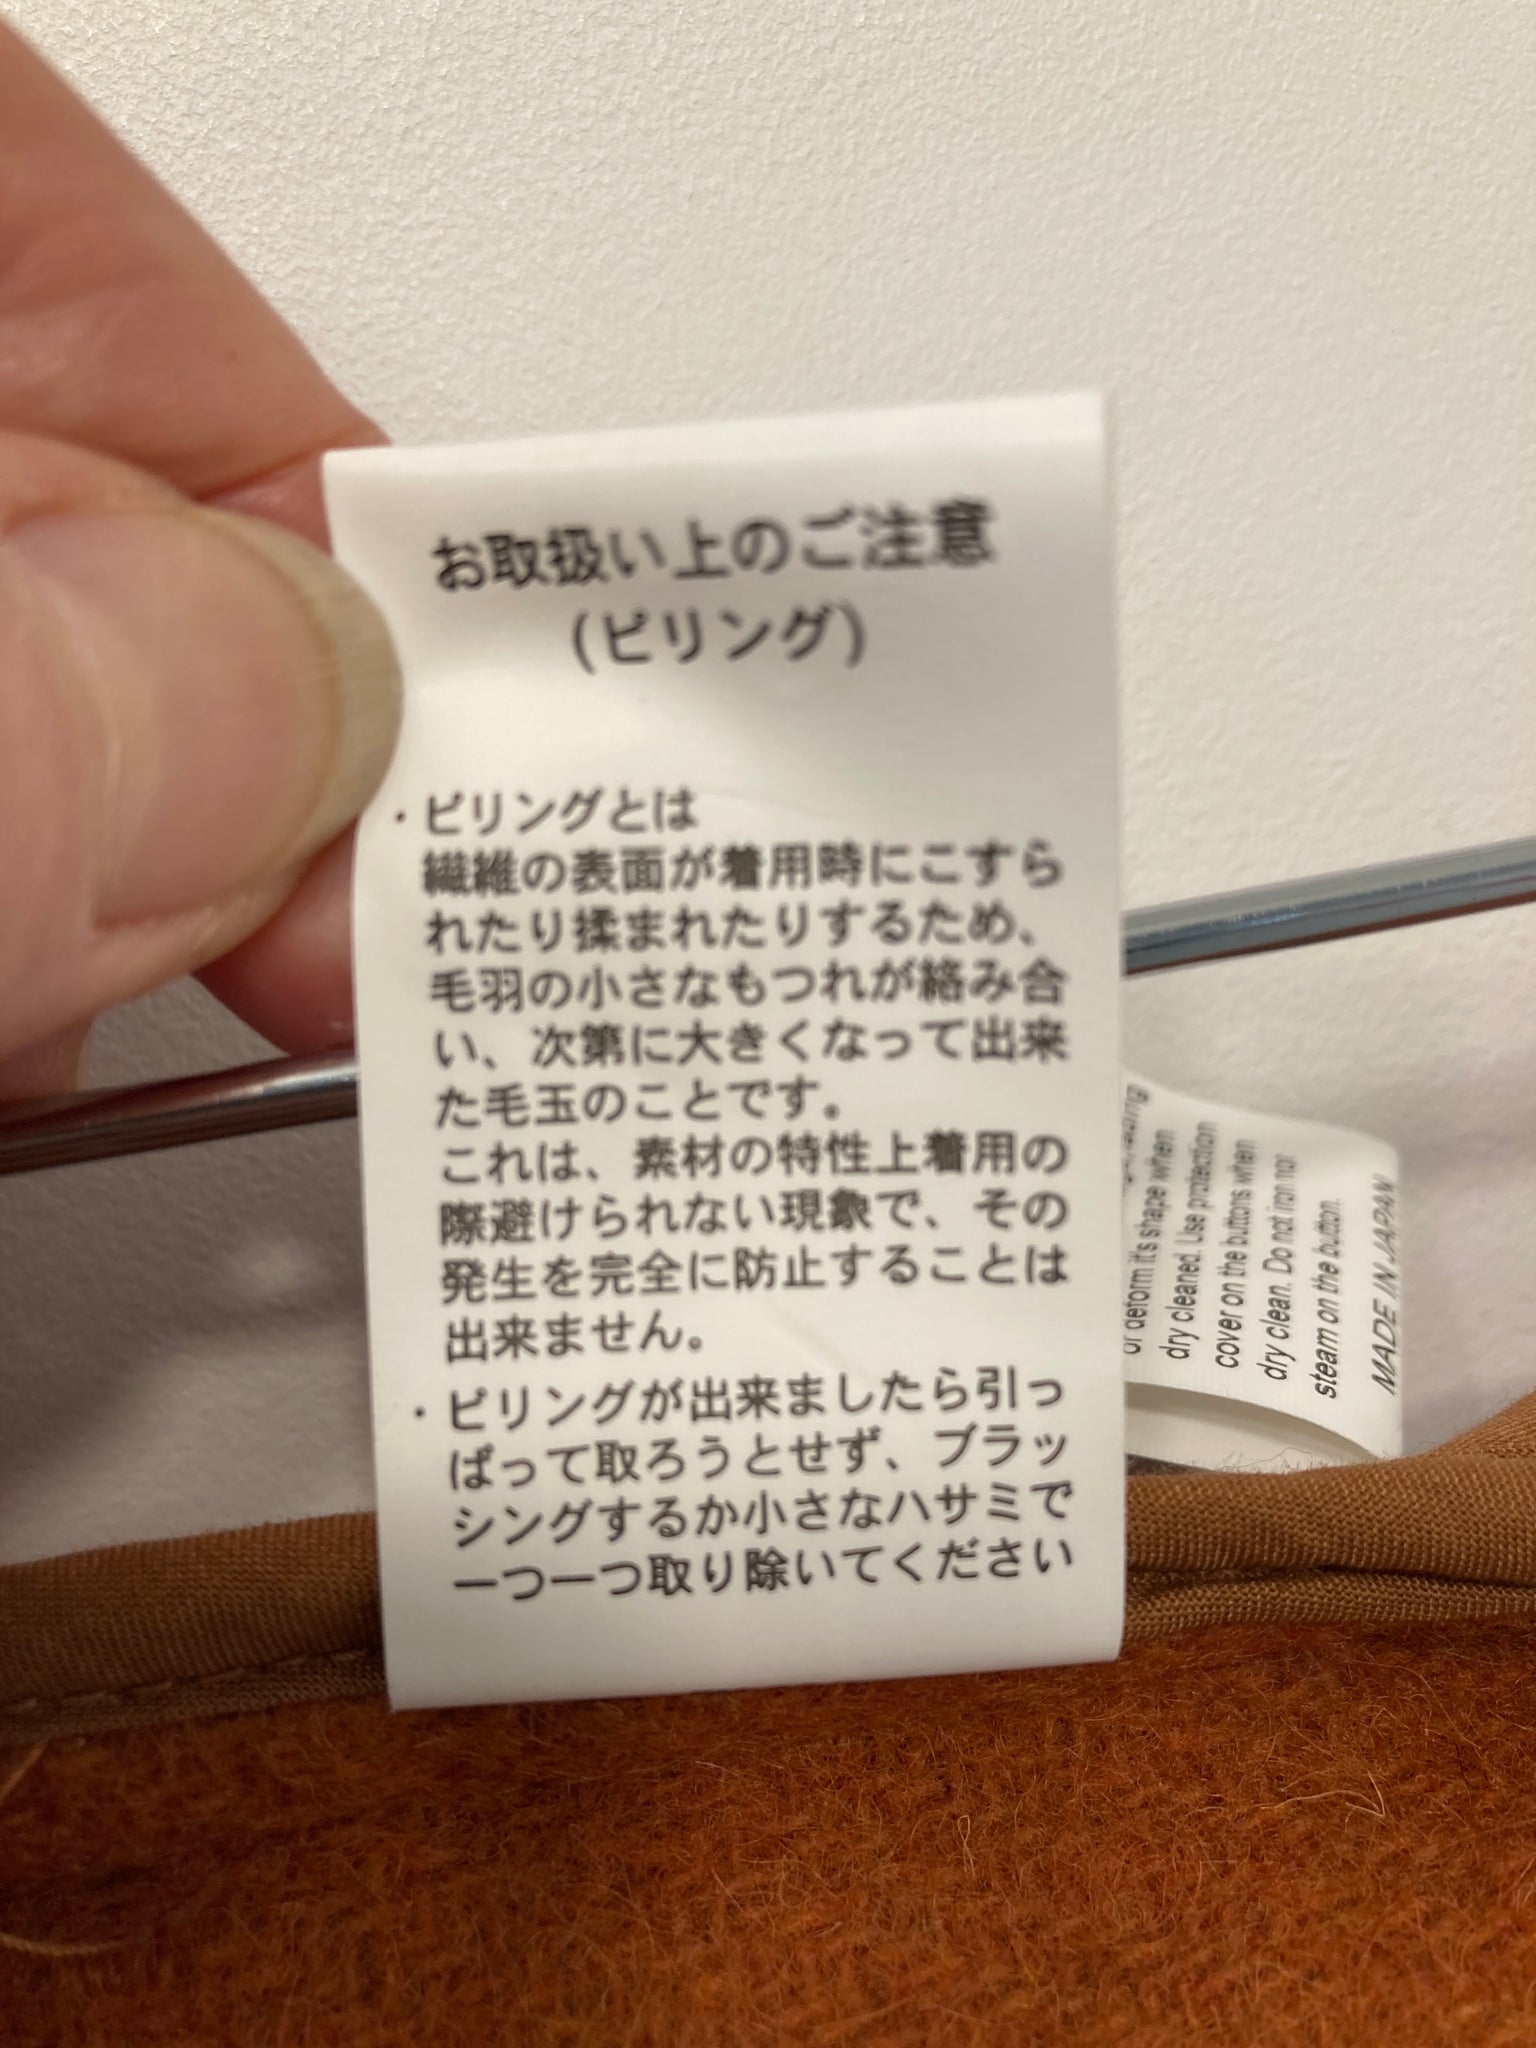 お取扱い上のご注意
(ピリング)
・ピリングとは
繊維の表面が着用時にこすら
れたり揉まれたりするため、
毛羽の小さなもつれが絡み合
い、次第に大きくなって出来
た毛玉のことです。
これは、素材の特性上着用の
際避けられない現象で、その
発生を完全に防止することは
出来ません。
・ピリングが出来ましたら引っ
ぱって取ろうとせず、ブラッ
シングするか小さなハサミで
一つ一つ取り除いてください
or deform it's shape when
dry cleaned. Use protection
cover on the buttons when
dry clean. Do not iron nor
steam on the button.
MADE IN JAPAN